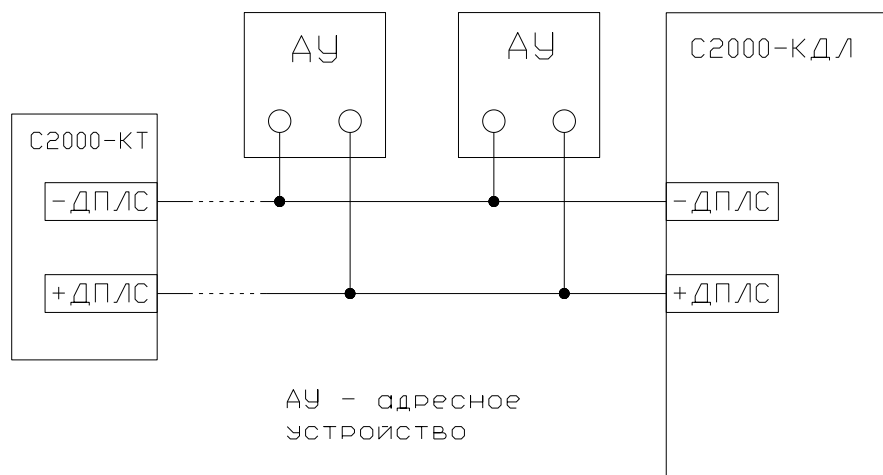 АУ
АУ
С2000-КДЛ
С2000-КТ
-ДПЛС
-ДПЛС
+ДПЛС
+ДПЛС
АУ - адресное
устройство